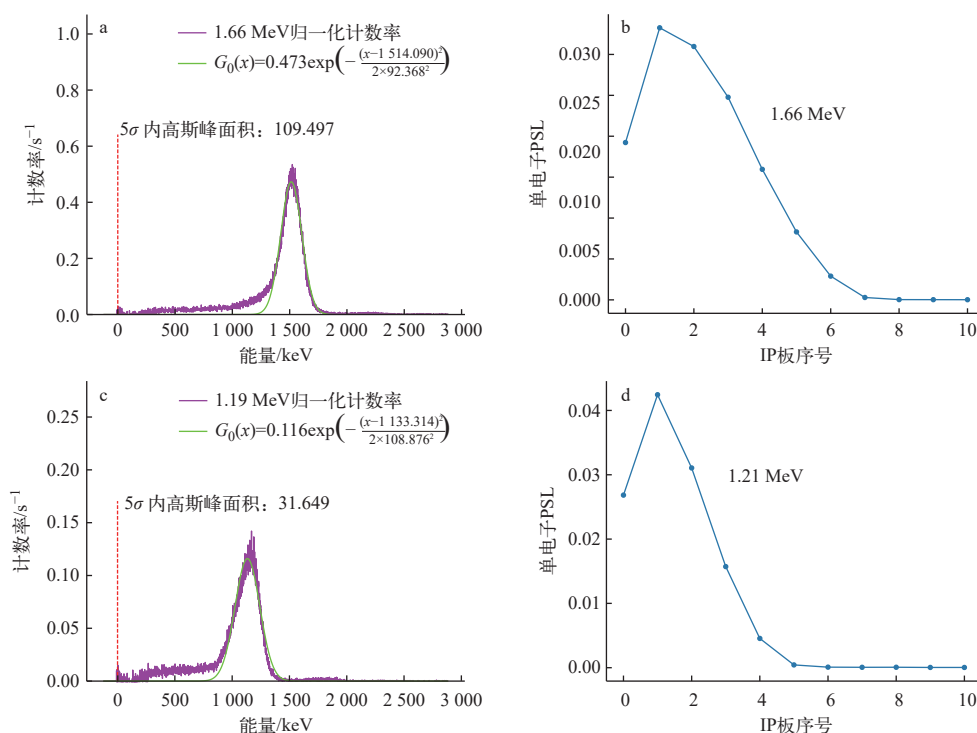 a
1.66 MeV归一化计数率
G₀(x)=0.473exp(−(x−1 514.090)²/2×92.368²)
5σ 内高斯峰面积：109.497
计数率/s⁻¹
1.0
0.8
0.6
0.4
0.2
0.0
0 500 1 000 1 500 2 000 2 500 3 000
能量/keV
b
1.66 MeV
单电子PSL
0.030
0.025
0.020
0.010
0.005
0.000
0 2 4 6 8 10
IP板序号
c
1.19 MeV归一化计数率
G₀(x)=0.116exp(−(x−1 133.314)²/2×108.876²)
5σ 内高斯峰面积：31.649
计数率/s⁻¹
0.25
0.20
0.15
0.10
0.05
0.00
0 500 1 000 1 500 2 000 2 500 3 000
能量/keV
d
1.21 MeV
单电子PSL
0.04
0.03
0.02
0.01
0.00
0 2 4 6 8 10
IP板序号